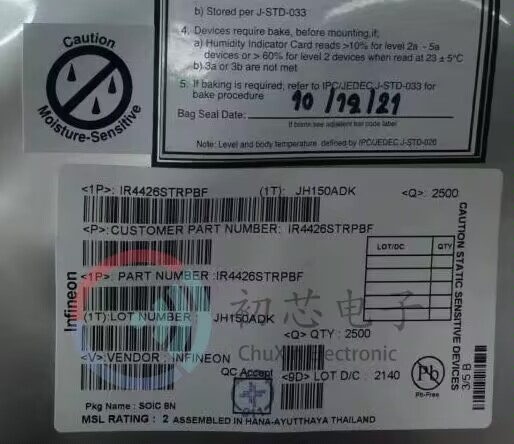 b) Stored per J-STD-033
4. Devices require bake, before mounting, if:
a) Humidity Indicator Card reads >10% for level 2a - 5a
devices or > 60% for level 2 devices when read at 23 ± 5°C
b) 3a or 3b are not met
5. If baking is required, refer to IPC/JEDEC J-STD-033 for
bake procedure
10/12/21
Bag Seal Date:
If blank see adjacent bar code label
Note: Level and body temperature defined by IPC/JEDEC J-STD-020
Caution
Moisture-Sensitive
<1P>: IR4426STRPBF (1T): JH150ADK <Q>: 2500
<P>:CUSTOMER PART NUMBER: IR4426STRPBF
<1P>: PART NUMBER :IR4426STRPBF
(1T):LOT NUMBER : JH150ADK
<Q> QTY : 2500
<V>:VENDOR : INFINEON
QC Accept
<9D> LOT D/C : 2140
Pkg Name : SOIC 8N
MSL RATING : 2 ASSEMBLED IN HANA-AYUTTHAYA THAILAND
LOT/DC QTY
Infineon
CAUTION STATIC SENSITIVE DEVICES
Pb
Pb-Free
初芯电子